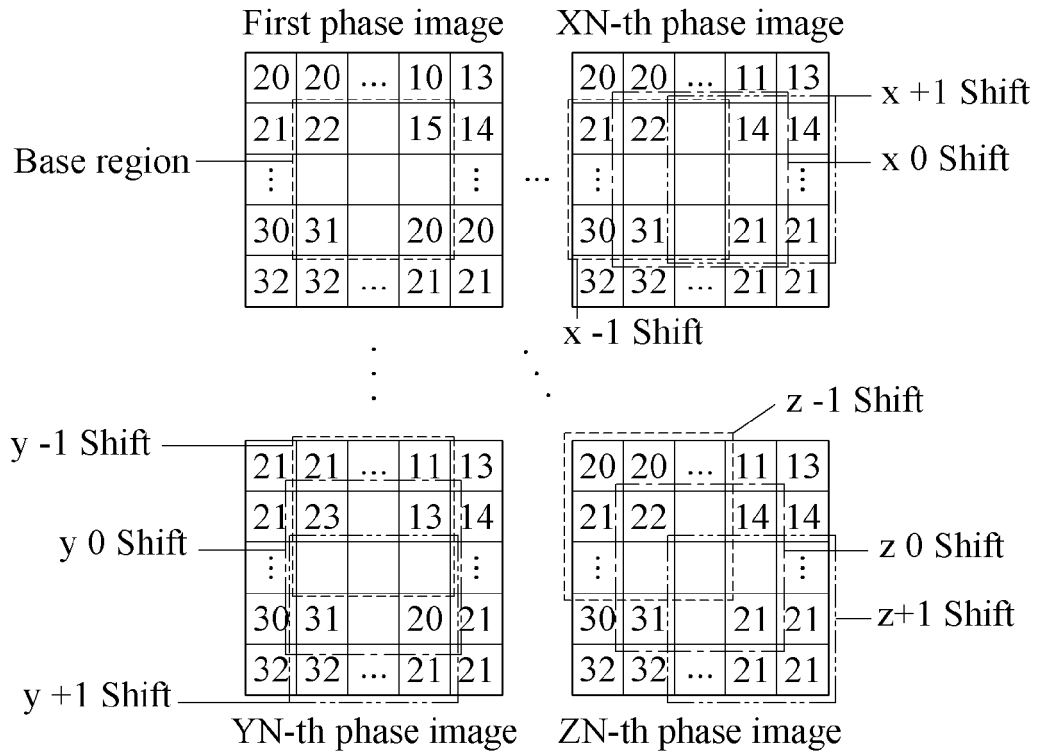 First phase image
20 20 ... 10 13
21 22 15 14
⋮ ⋮
30 31 20 20
32 32 ... 21 21
Base region
...
XN-th phase image
20 20 ... 11 13
21 22 14 14
⋮ ⋮
30 31 21 21
32 32 ... 21 21
x +1 Shift
x 0 Shift
x -1 Shift
y -1 Shift
y 0 Shift
y +1 Shift
21 21 ... 11 13
21 23 13 14
⋮ ⋮
30 31 20 21
32 32 ... 21 21
YN-th phase image
z -1 Shift
20 20 ... 11 13
21 22 14 14
⋮ ⋮
30 31 21 21
32 32 ... 21 21
z 0 Shift
z+1 Shift
ZN-th phase image